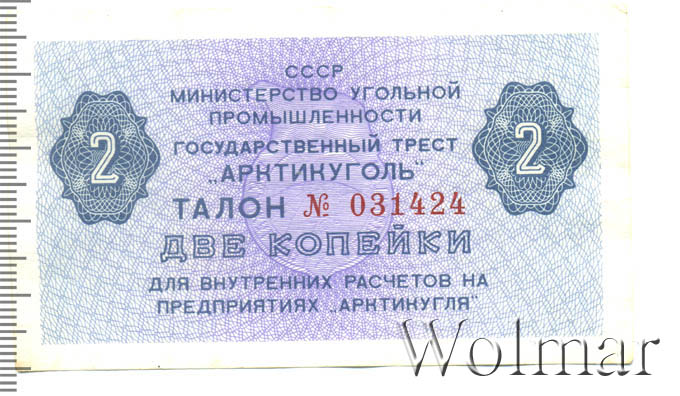 СССР
МИНИСТЕРСТВО УГОЛЬНОЙ
ПРОМЫШЛЕННОСТИ
ГОСУДАРСТВЕННЫЙ ТРЕСТ
„АРКТИКУГОЛЬ"
2
2
ТАЛОН № 031424
ДВЕ КОПЕЙКИ
ДЛЯ ВНУТРЕННИХ РАСЧЕТОВ НА
ПРЕДПРИЯТИЯХ „АРКТИКУГЛЯ"
Wolmar